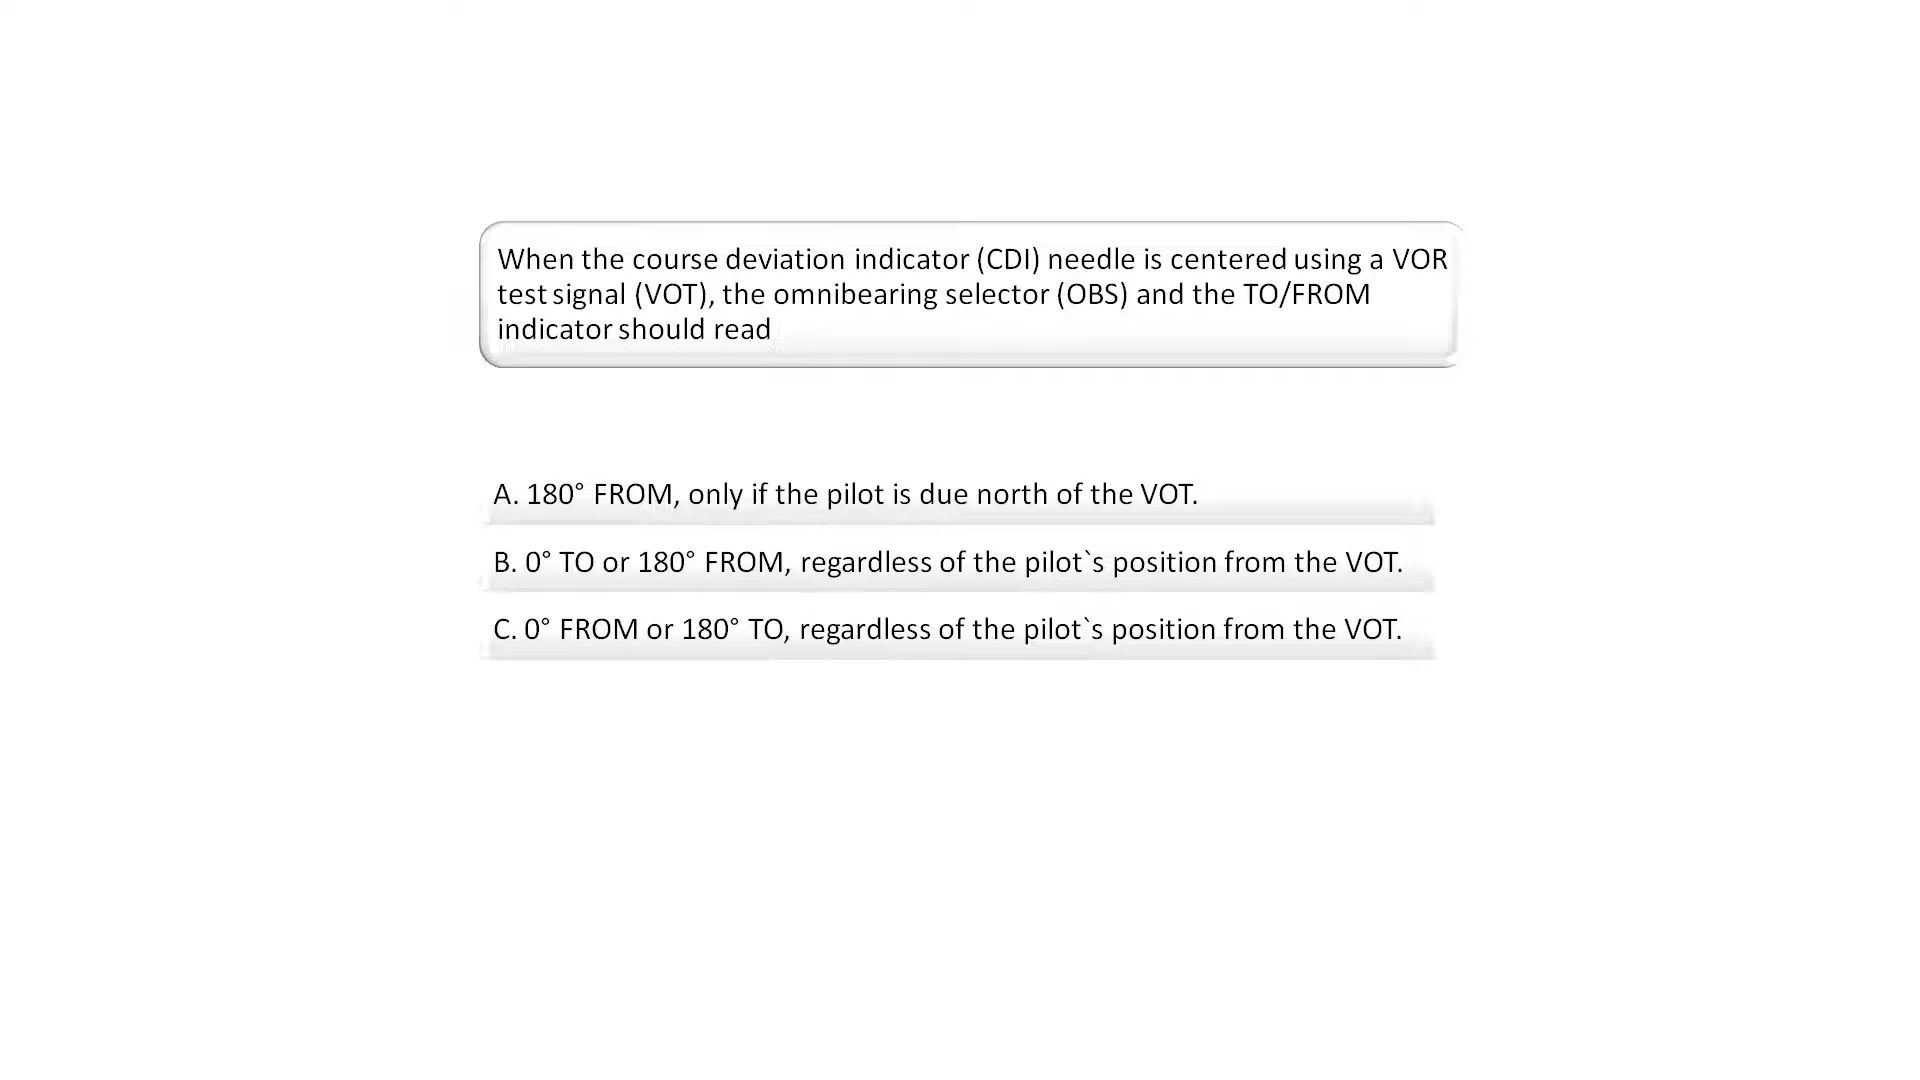 When the course deviation indicator (CDI) needle is centered using a VOR
test signal (VOT), the omnibearing selector (OBS) and the TO/FROM
indicator should read
A. 180° FROM, only if the pilot is due north of the VOT.
B. 0° TO or 180° FROM, regardless of the pilot`s position from the VOT.
C. 0° FROM or 180° TO, regardless of the pilot`s position from the VOT.